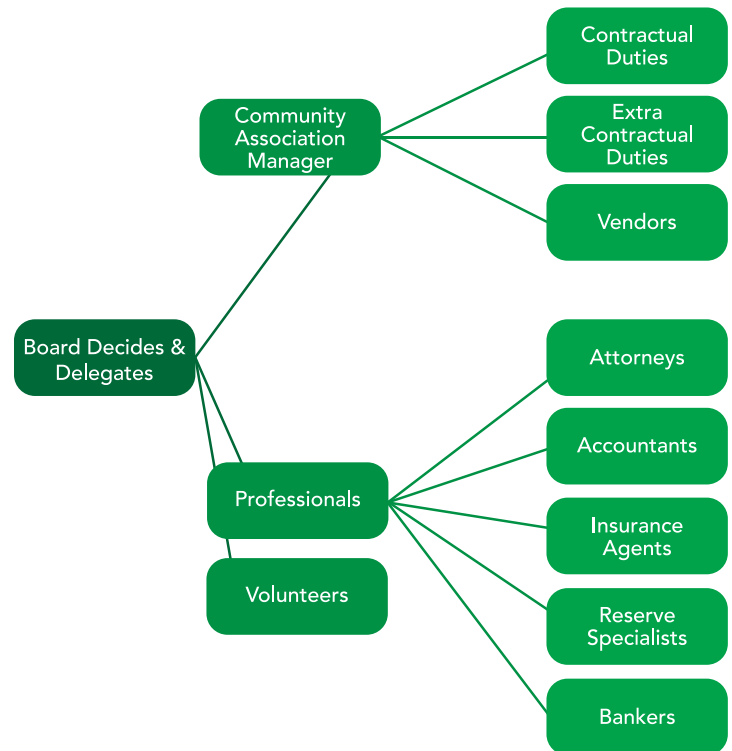 Board Decides &
Delegates
Community
Association
Manager
Contractual
Duties
Extra
Contractual
Duties
Vendors
Professionals
Attorneys
Accountants
Insurance
Agents
Reserve
Specialists
Bankers
Volunteers